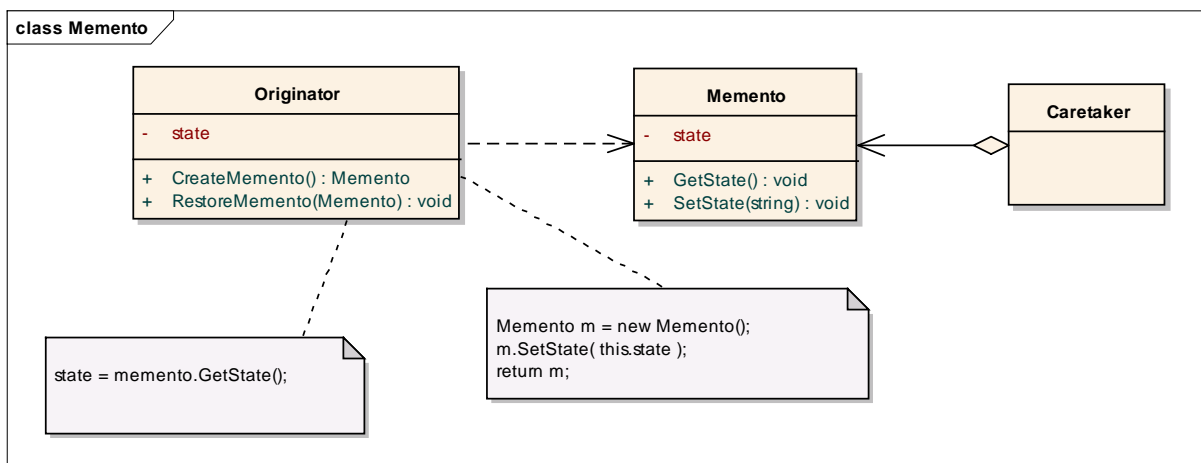 class Memento
Originator
- state
+ CreateMemento() : Memento
+ RestoreMemento(Memento) : void
Memento
- state
+ GetState() : void
+ SetState(string) : void
Caretaker
state = memento.GetState();
Memento m = new Memento();
m.SetState( this.state );
return m;